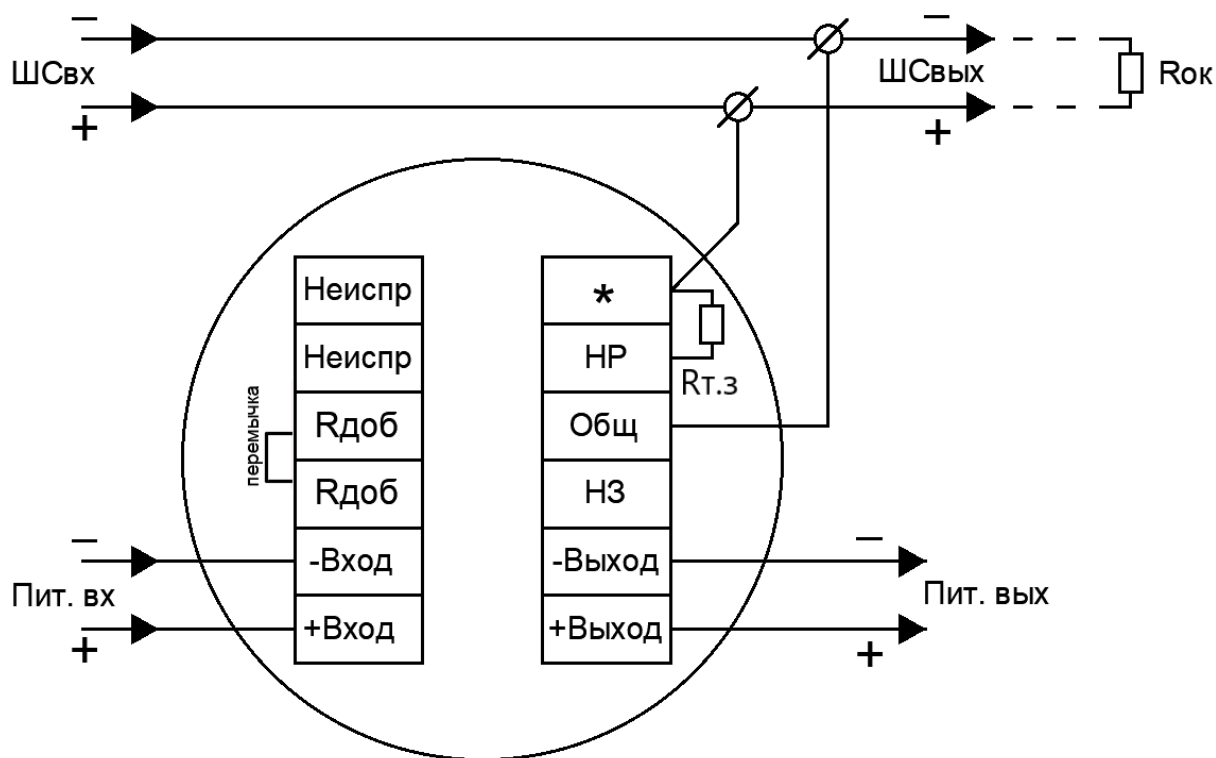 − −
ШСвх ШСвых Rок
+ +
Неиспр *
Неиспр НР
Rт.з
перемычка
Rдоб Общ
Rдоб НЗ
− −
-Вход -Выход
Пит. вх Пит. вых
+Вход +Выход
+ +